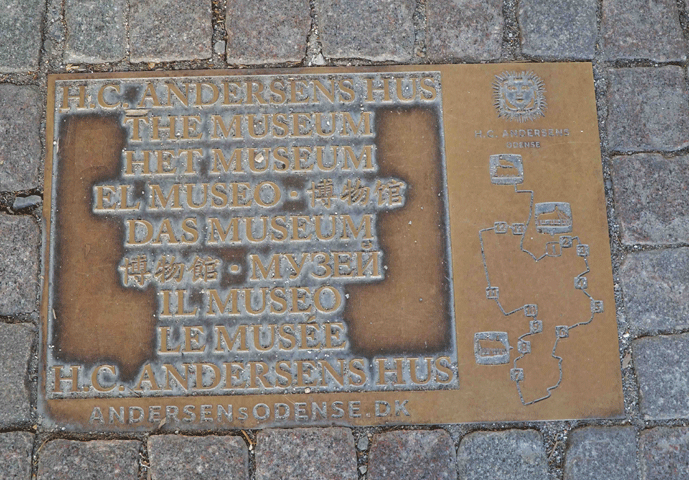 H.C. ANDERSENS HUS
THE MUSEUM
HET MUSEUM
EL MUSEO · 博物館
DAS MUSEUM
博物馆 · МУЗЕЙ
IL MUSEO
LE MUSÉE
H.C. ANDERSENS HUS
ANDERSENsODENSE.DK
H.C. ANDERSENS
ODENSE